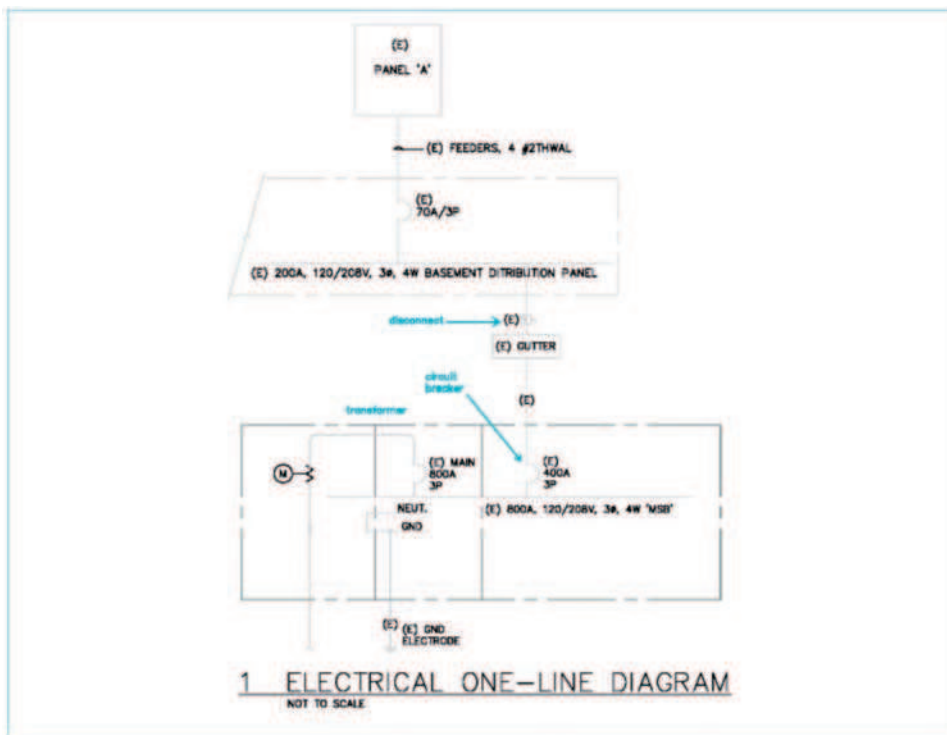 (E)
PANEL 'A'
(E) FEEDERS, 4 #2THWAL
(E)
70A/3P
(E) 200A, 120/208V, 3ø, 4W BASEMENT DITRIBUTION PANEL
disconnect
(E)
(E) GUTTER
circuit
breaker
(E)
transformer
M
(E) MAIN
800A
3P
(E)
400A
3P
NEUT.
GND
(E) 800A, 120/208V, 3ø, 4W 'MSB'
(E)
(E) GND
ELECTRODE
1 ELECTRICAL ONE-LINE DIAGRAM
NOT TO SCALE